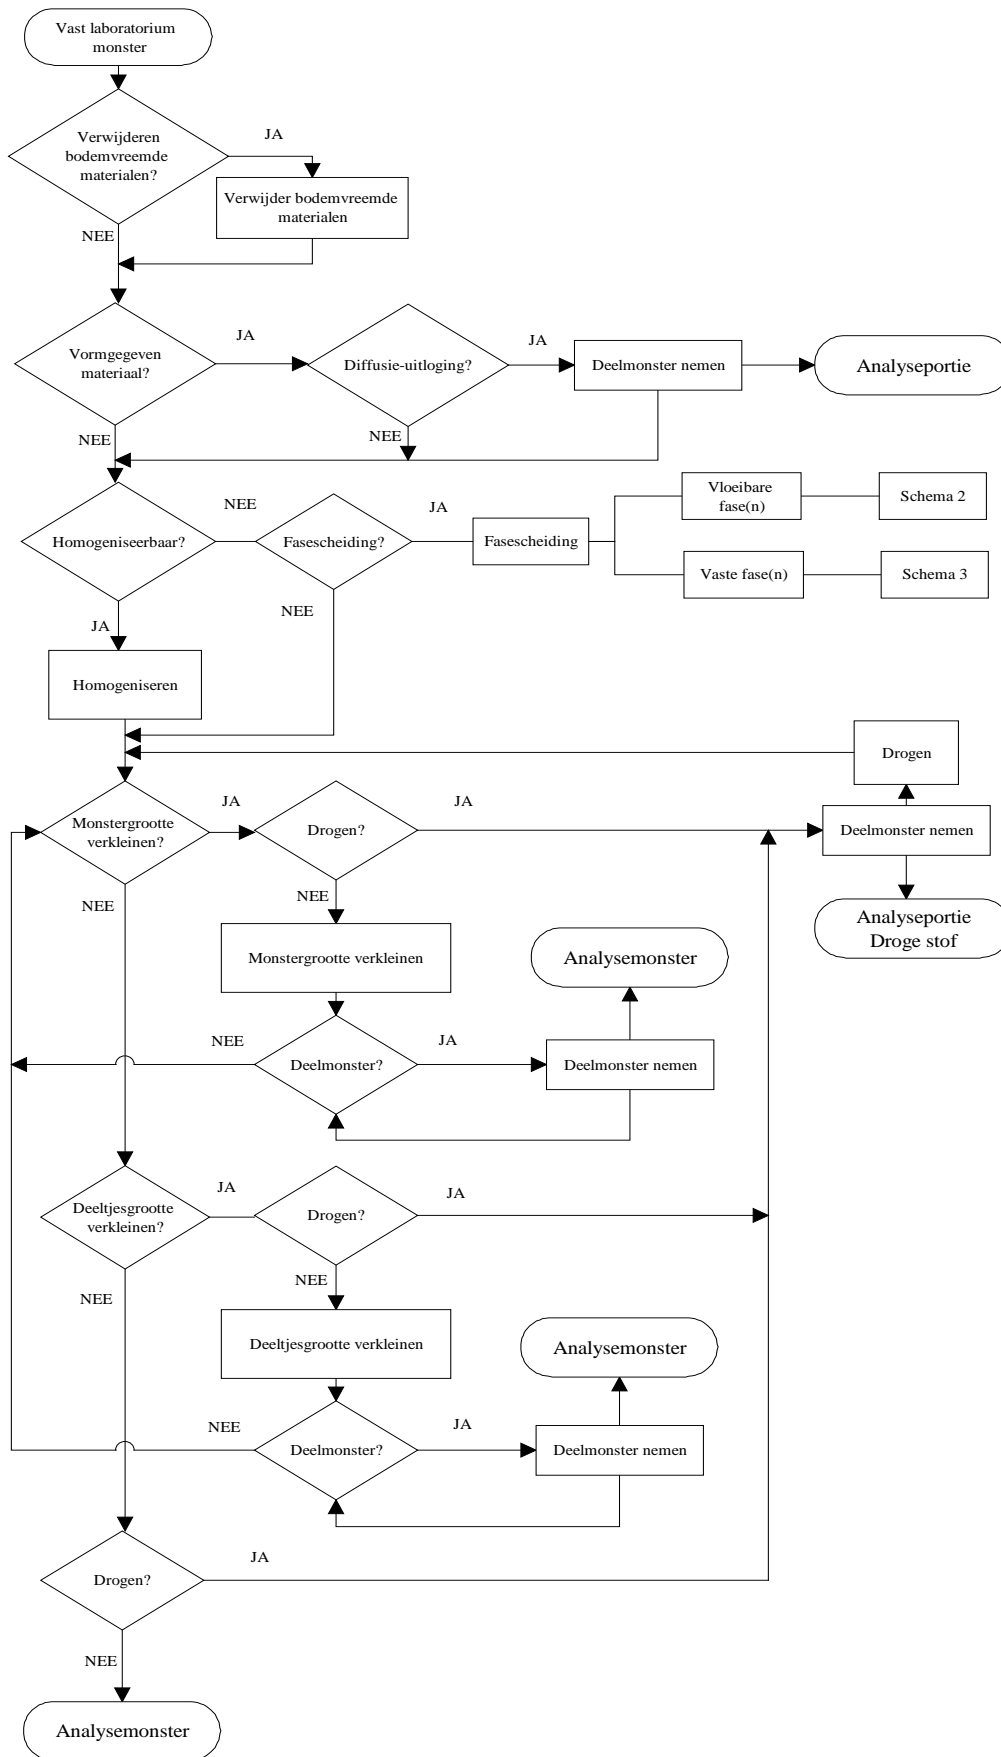 Vast laboratorium
monster
Verwijderen
bodemvreemde
materialen?
JA
Verwijder bodemvreemde
materialen
NEE
Vormgegeven
materiaal?
JA
Diffusie-uitloging?
JA
Deelmonster nemen
Analyseportie
NEE
NEE
Homogeniseerbaar?
NEE
Fasescheiding?
JA
Fasescheiding
Vloeibare
fase(n)
Schema 2
Vaste fase(n)
Schema 3
NEE
JA
Homogeniseren
Drogen
Monstergrootte
verkleinen?
JA
Drogen?
JA
Deelmonster nemen
NEE
NEE
Analyseportie
Droge stof
Monstergrootte verkleinen
Analysemonster
NEE
Deelmonster?
JA
Deelmonster nemen
Deeltjesgrootte
verkleinen?
JA
Drogen?
JA
NEE
NEE
Deeltjesgrootte verkleinen
Analysemonster
NEE
Deelmonster?
JA
Deelmonster nemen
Drogen?
JA
NEE
Analysemonster